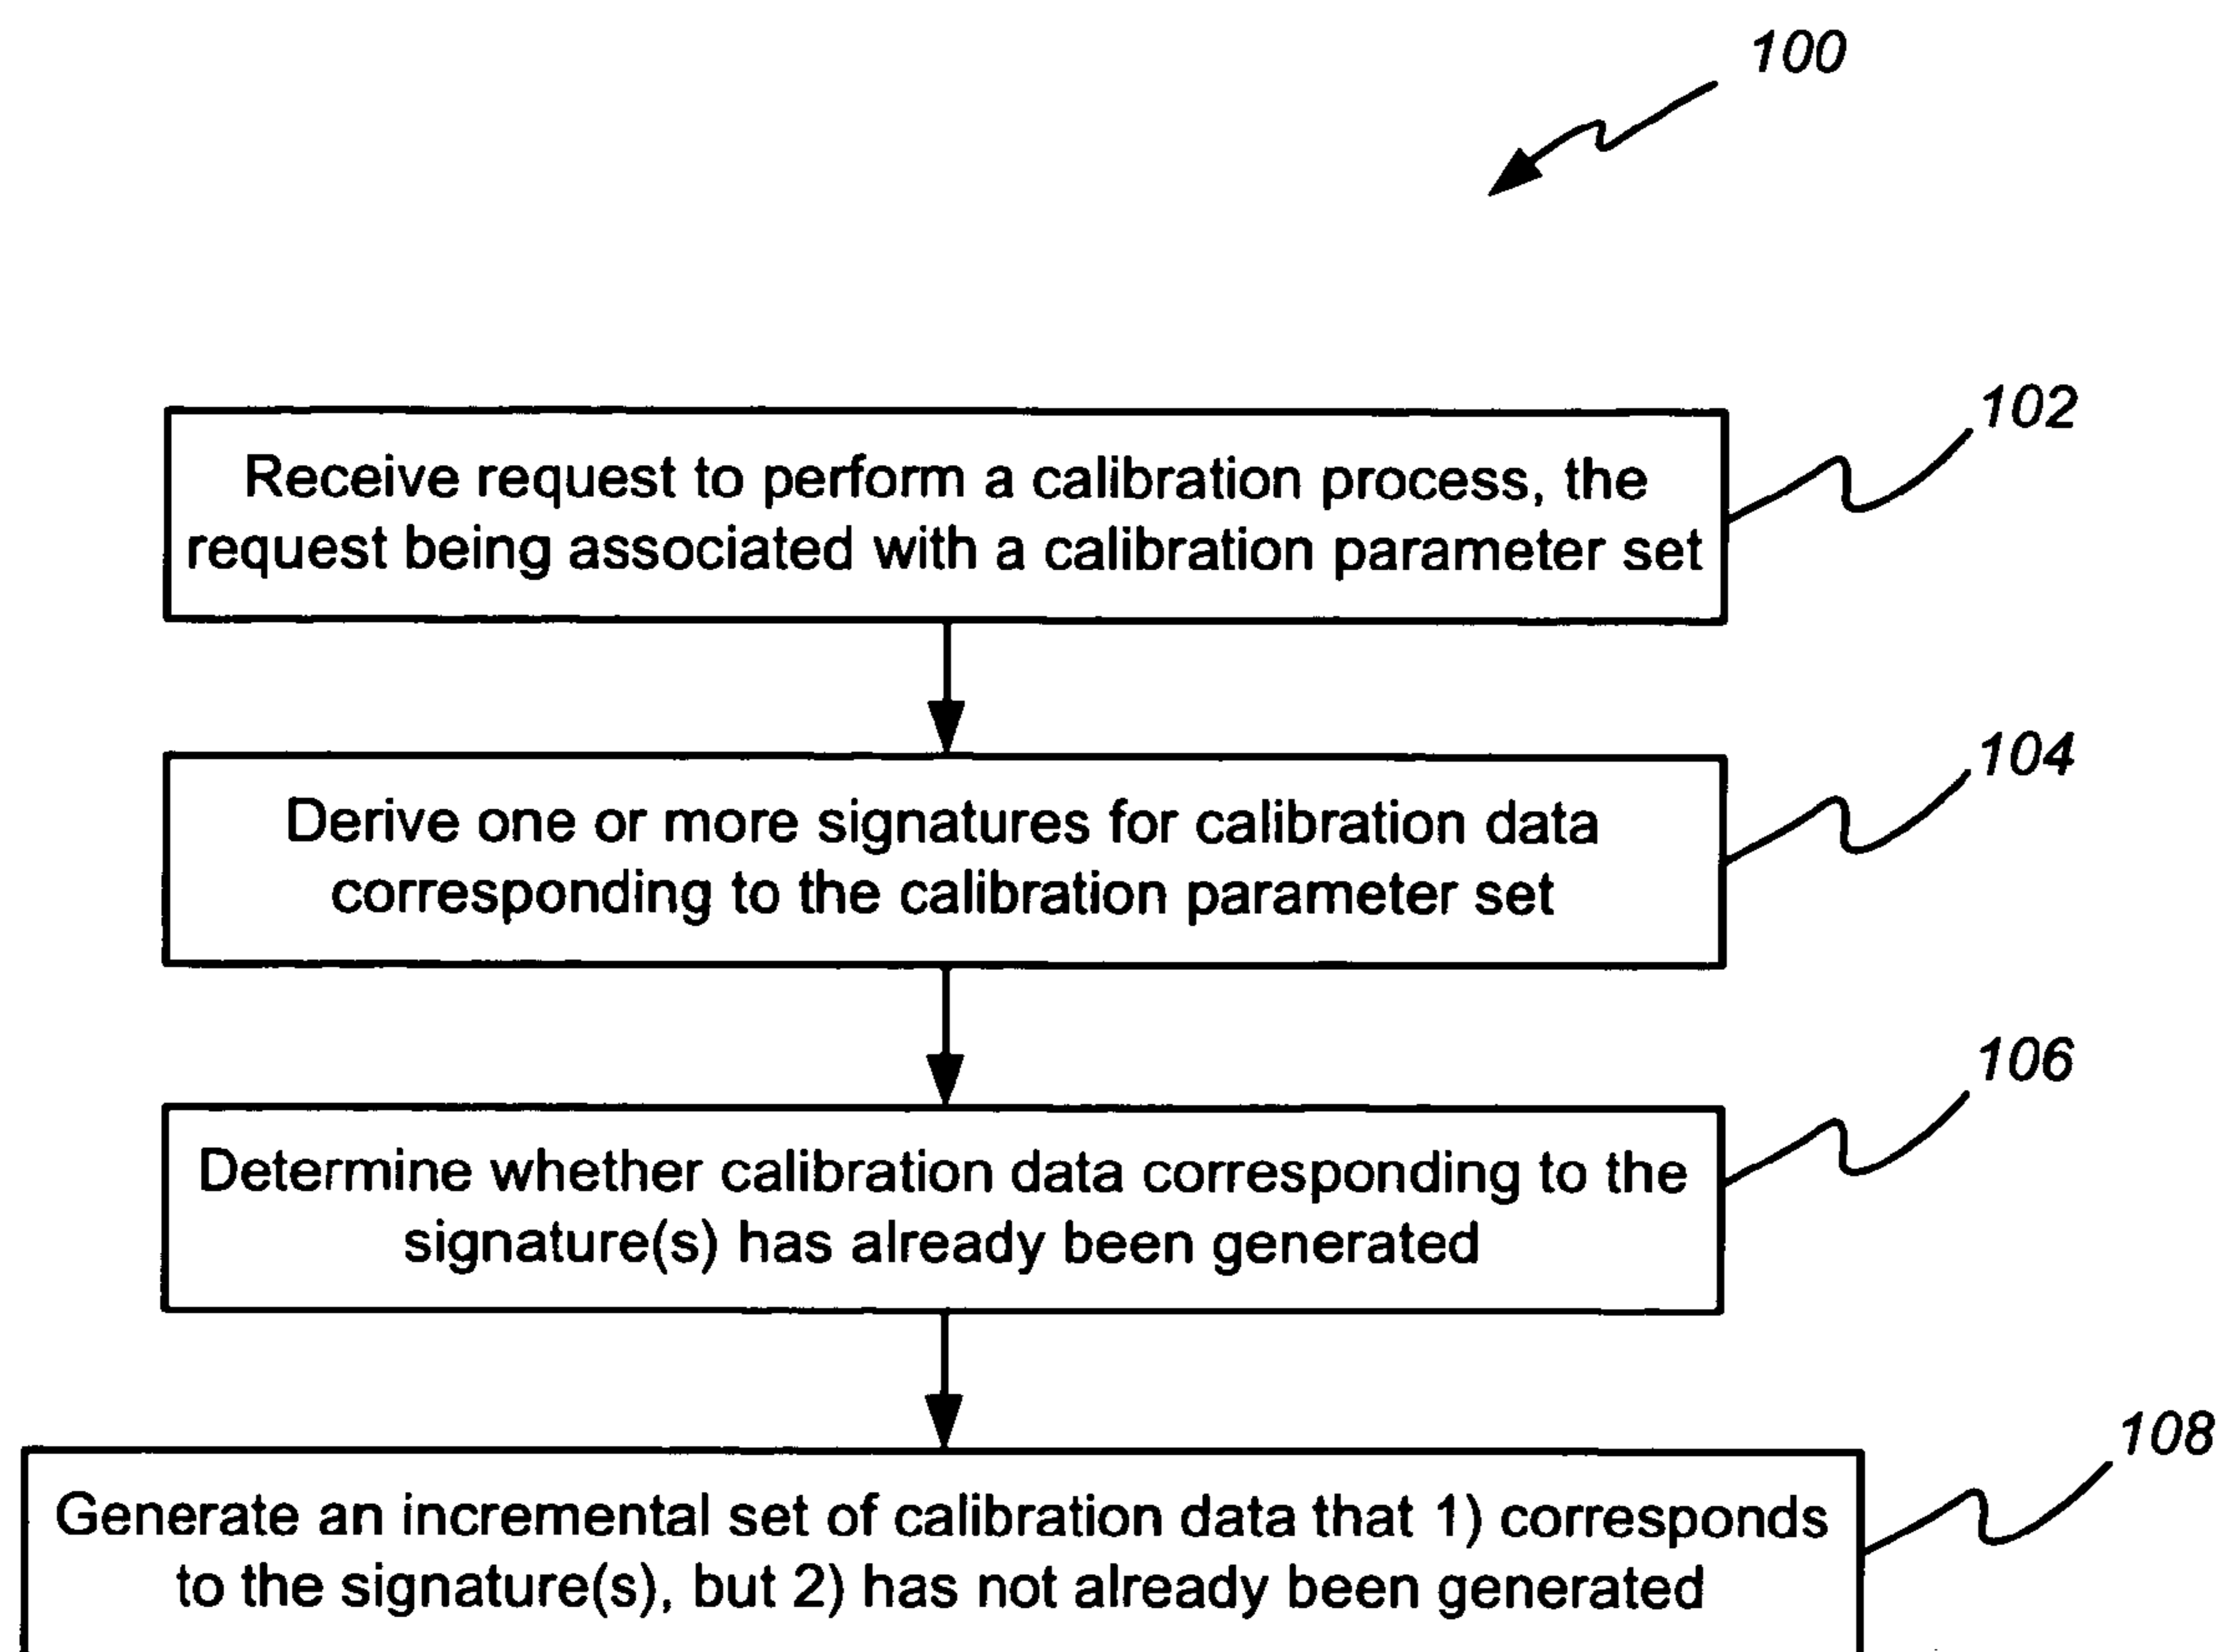 100
102
Receive request to perform a calibration process, the
request being associated with a calibration parameter set
104
Derive one or more signatures for calibration data
corresponding to the calibration parameter set
106
Determine whether calibration data corresponding to the
signature(s) has already been generated
108
Generate an incremental set of calibration data that 1) corresponds
to the signature(s), but 2) has not already been generated